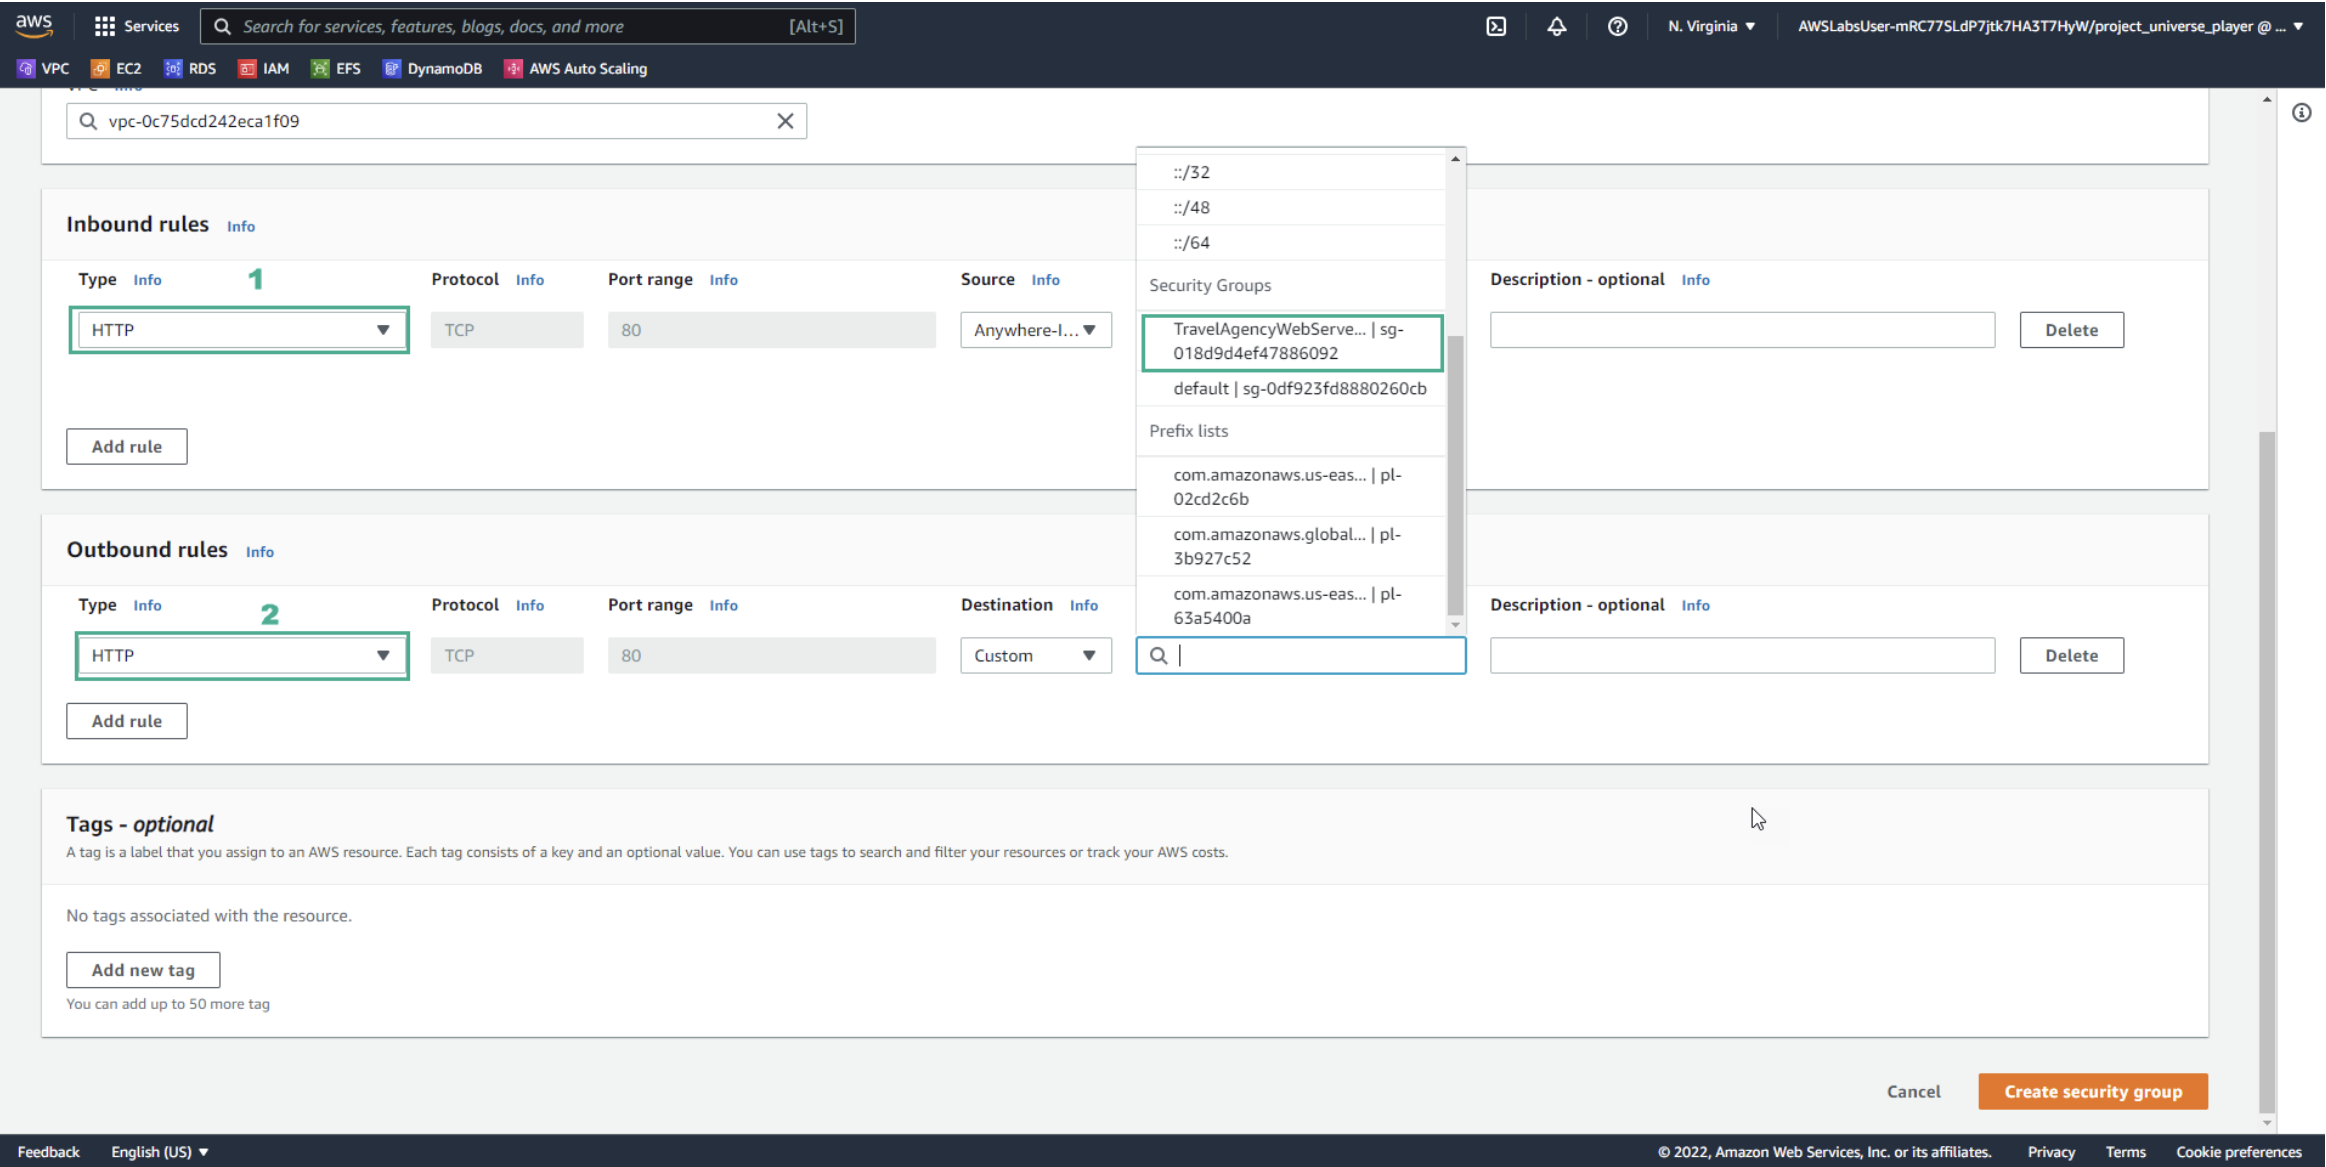 aws
Services
Search for services, features, blogs, docs, and more
[Alt+S]
N. Virginia ▼
AWSLabsUser-mRC77SLdP7jtk7HA3T7HyW/project_universe_player @ ... ▼
VPC
EC2
RDS
IAM
EFS
DynamoDB
AWS Auto Scaling
VPC Info
vpc-0c75dcd242eca1f09
::/32
::/48
::/64
Inbound rules Info
Type Info
1
Protocol Info
Port range Info
Source Info
Security Groups
Description - optional Info
HTTP
TCP
80
Anywhere-I...
TravelAgencyWebServe... | sg-
018d9d4ef47886092
Delete
default | sg-0df923fd8880260cb
Prefix lists
Add rule
com.amazonaws.us-eas... | pl-
02cd2c6b
com.amazonaws.global... | pl-
3b927c52
com.amazonaws.us-eas... | pl-
63a5400a
Outbound rules Info
Type Info
2
Protocol Info
Port range Info
Destination Info
Description - optional Info
HTTP
TCP
80
Custom
Delete
Add rule
Tags - optional
A tag is a label that you assign to an AWS resource. Each tag consists of a key and an optional value. You can use tags to search and filter your resources or track your AWS costs.
No tags associated with the resource.
Add new tag
You can add up to 50 more tag
Cancel
Create security group
Feedback
English (US) ▼
© 2022, Amazon Web Services, Inc. or its affiliates.
Privacy
Terms
Cookie preferences